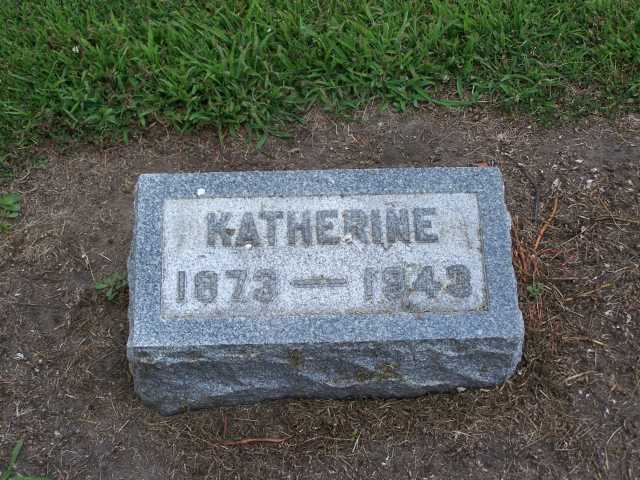 KATHERINE
1873 — 1943